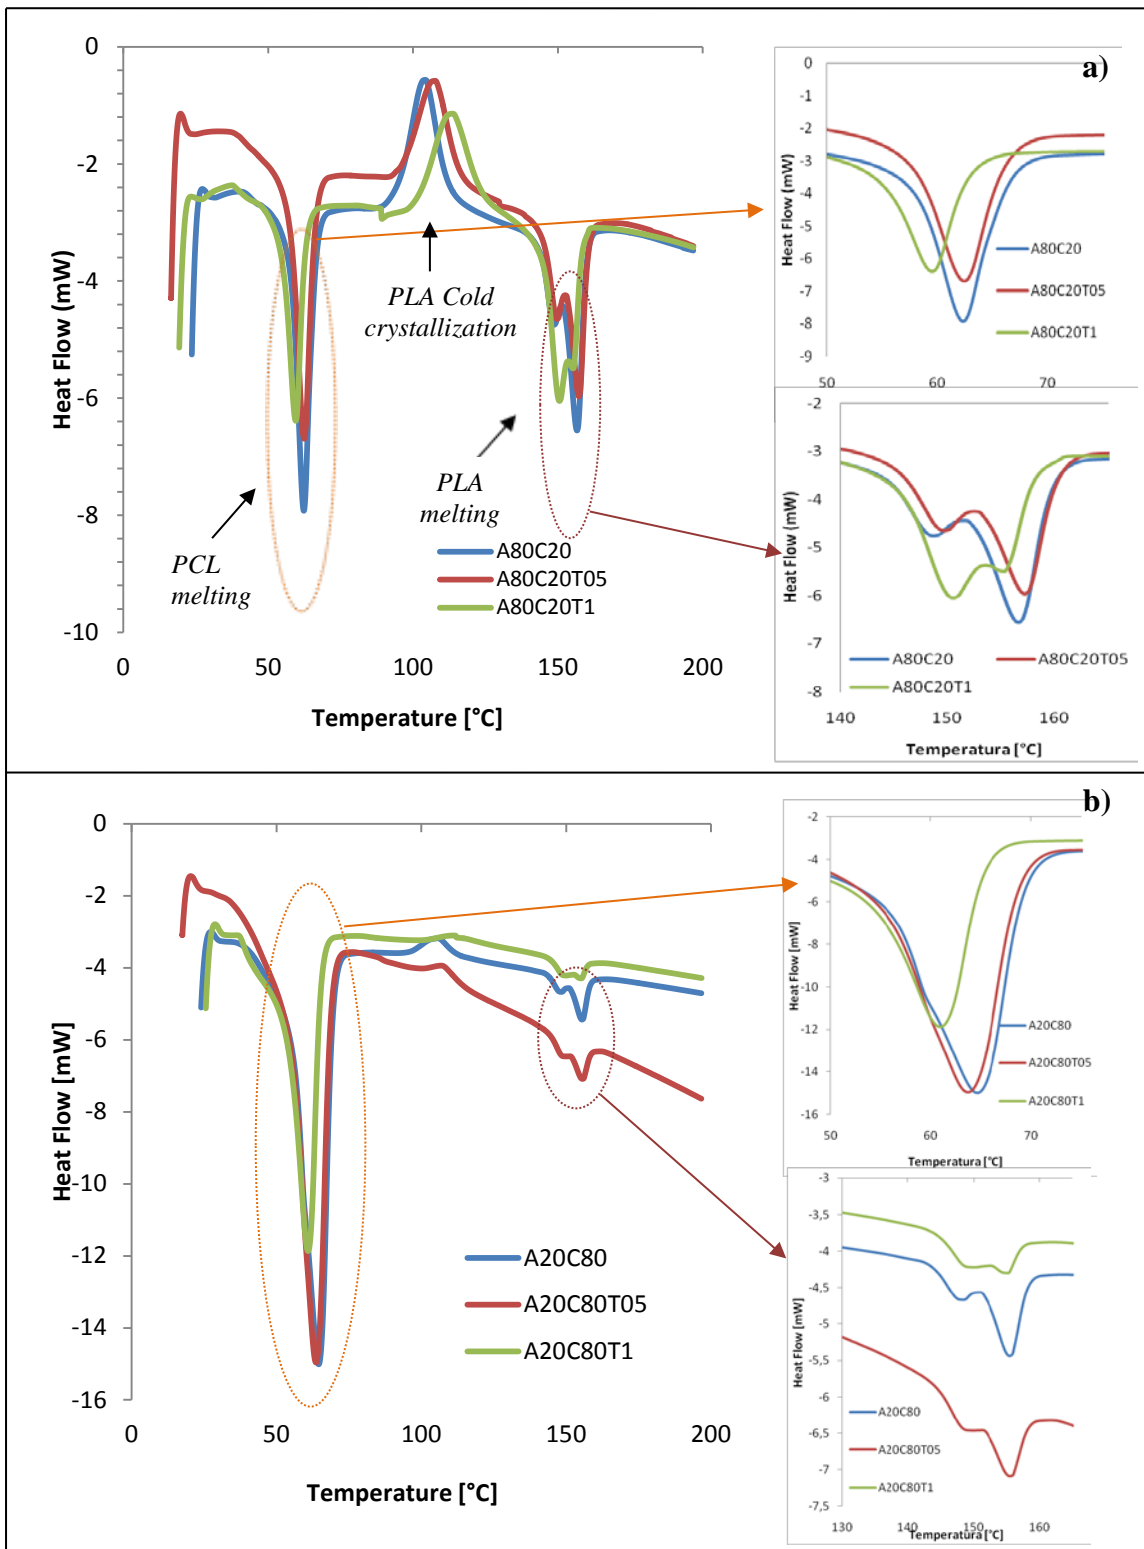 a)
0
-2
-4
-6
-8
-10
Heat Flow (mW)
0
50
100
150
200
Temperature [°C]
PLA Cold
crystallization
PLA
melting
PCL
melting
A80C20
A80C20T05
A80C20T1
0
-1
-2
-3
-4
-5
-6
-7
-8
-9
Heat Flow (mW)
50
60
70
A80C20
A80C20T05
A80C20T1
-2
-3
-4
-5
-6
-7
-8
Heat Flow (mW)
A80C20
A80C20T05
A80C20T1
140
150
160
Temperatura [°C]
b)
0
-2
-4
-6
-8
-10
-12
-14
-16
Heat Flow [mW]
0
50
100
150
200
Temperature [°C]
A20C80
A20C80T05
A20C80T1
-2
-4
-6
-8
-10
-12
-14
-16
Heat Flow [mW]
A20C80
A20C80T05
A20C80T1
50
60
70
Temperatura [°C]
-3
-3,5
-4
-4,5
-5
-5,5
-6
-6,5
-7
-7,5
Heat Flow [mW]
A20C80
A20C80T05
A20C80T1
130
140
150
160
Temperatura [°C]